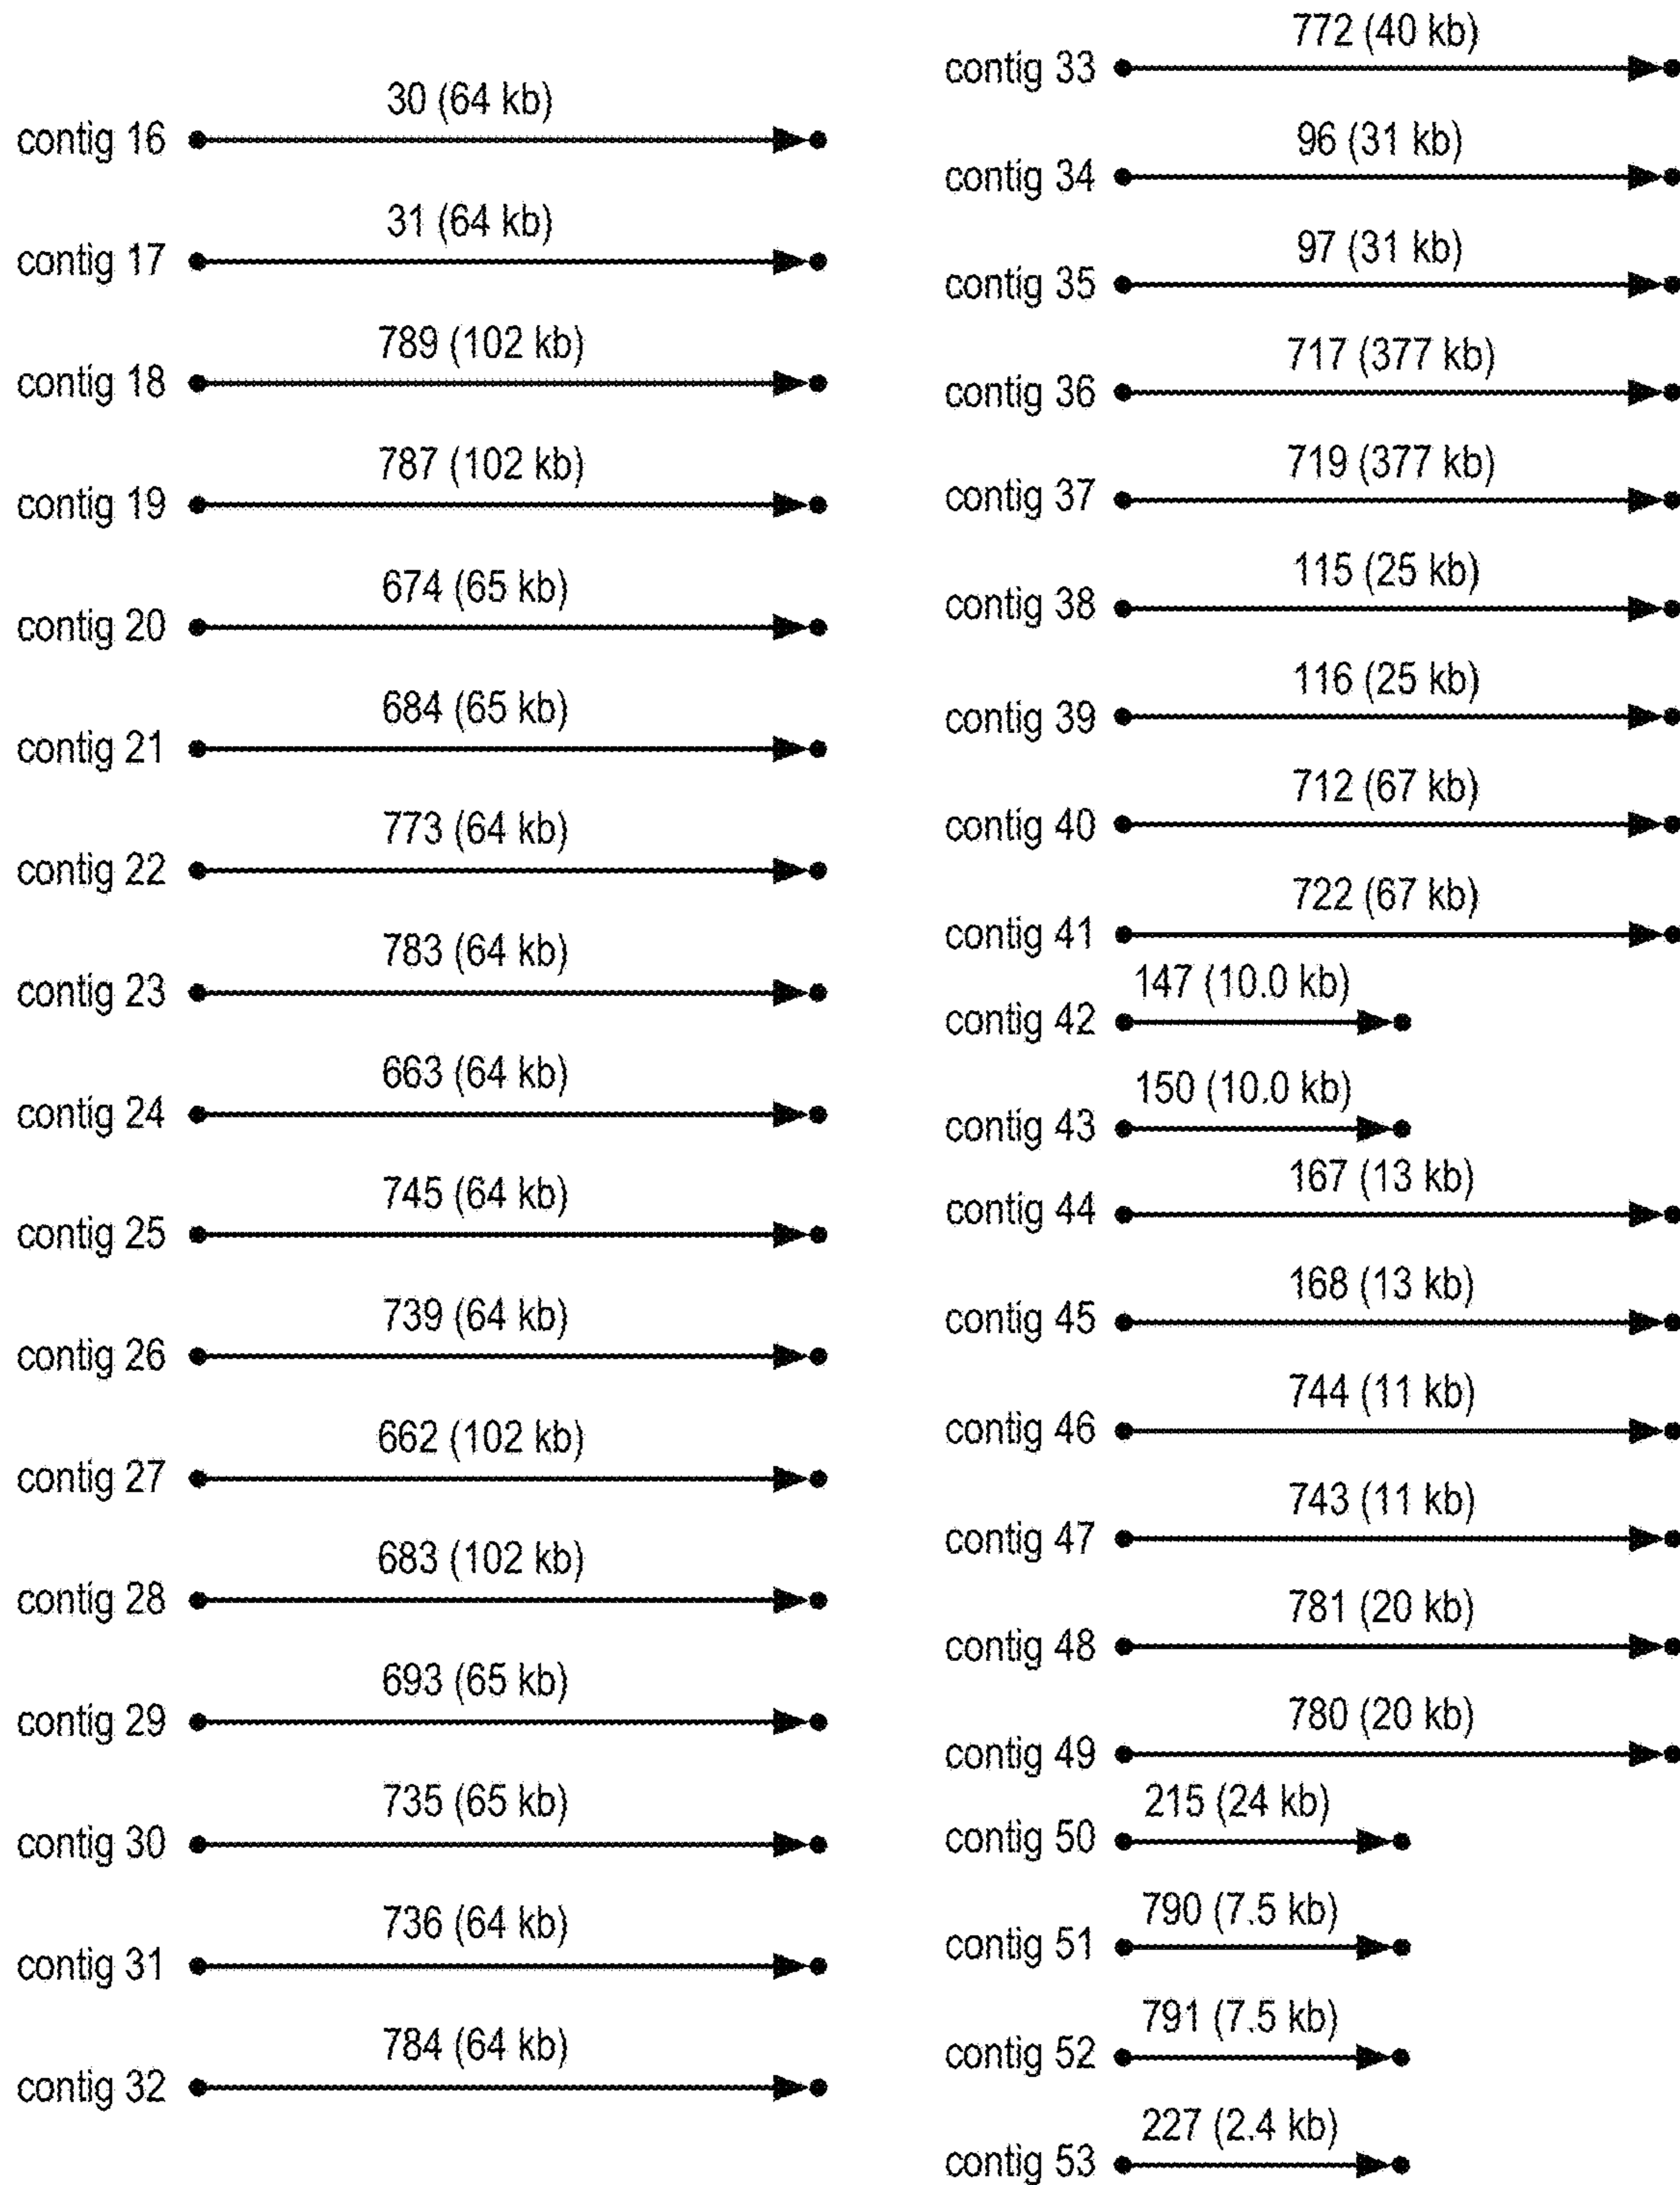 30 (64 kb)
contig 16
31 (64 kb)
contig 17
789 (102 kb)
contig 18
787 (102 kb)
contig 19
674 (65 kb)
contig 20
684 (65 kb)
contig 21
773 (64 kb)
contig 22
783 (64 kb)
contig 23
663 (64 kb)
contig 24
745 (64 kb)
contig 25
739 (64 kb)
contig 26
662 (102 kb)
contig 27
683 (102 kb)
contig 28
693 (65 kb)
contig 29
735 (65 kb)
contig 30
736 (64 kb)
contig 31
784 (64 kb)
contig 32
772 (40 kb)
contig 33
96 (31 kb)
contig 34
97 (31 kb)
contig 35
717 (377 kb)
contig 36
719 (377 kb)
contig 37
115 (25 kb)
contig 38
116 (25 kb)
contig 39
712 (67 kb)
contig 40
722 (67 kb)
contig 41
147 (10.0 kb)
contig 42
150 (10.0 kb)
contig 43
167 (13 kb)
contig 44
168 (13 kb)
contig 45
744 (11 kb)
contig 46
743 (11 kb)
contig 47
781 (20 kb)
contig 48
780 (20 kb)
contig 49
215 (24 kb)
contig 50
790 (7.5 kb)
contig 51
791 (7.5 kb)
contig 52
227 (2.4 kb)
contig 53